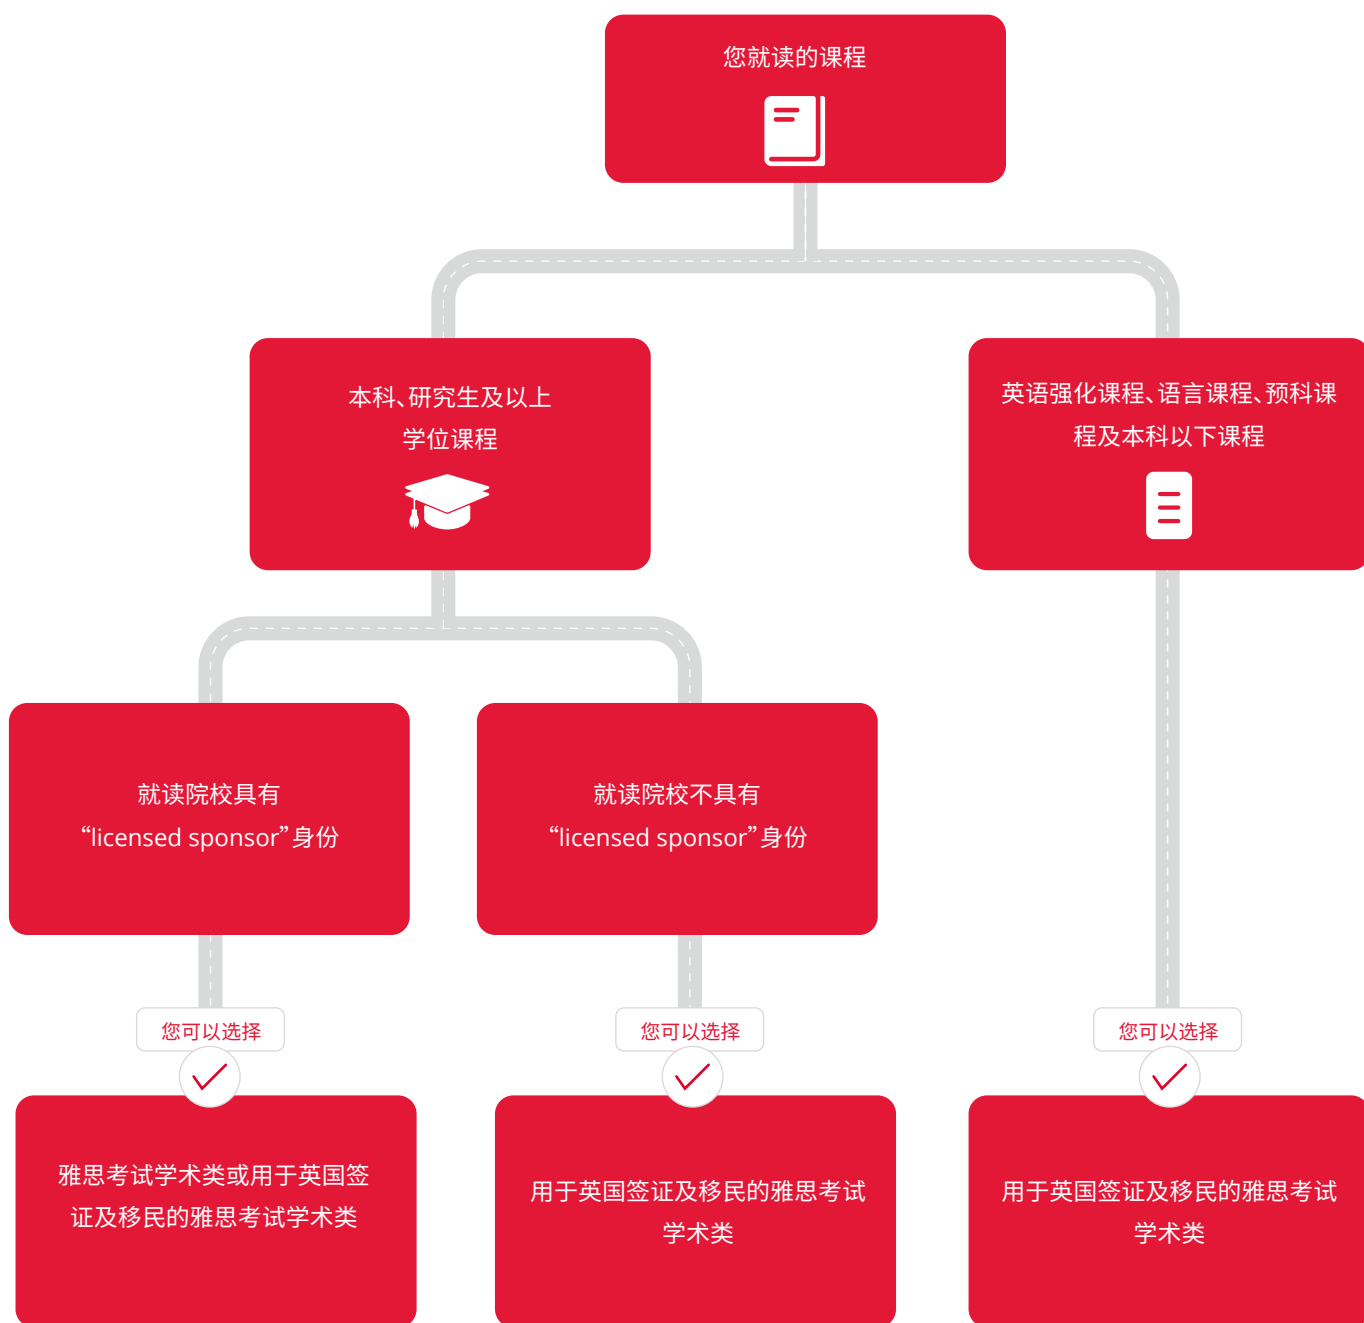 您就读的课程
本科、研究生及以上
学位课程
英语强化课程、语言课程、预科课
程及本科以下课程
就读院校具有
“licensed sponsor”身份
就读院校不具有
“licensed sponsor”身份
您可以选择
您可以选择
您可以选择
雅思考试学术类或用于英国签
证及移民的雅思考试学术类
用于英国签证及移民的雅思考试
学术类
用于英国签证及移民的雅思考试
学术类